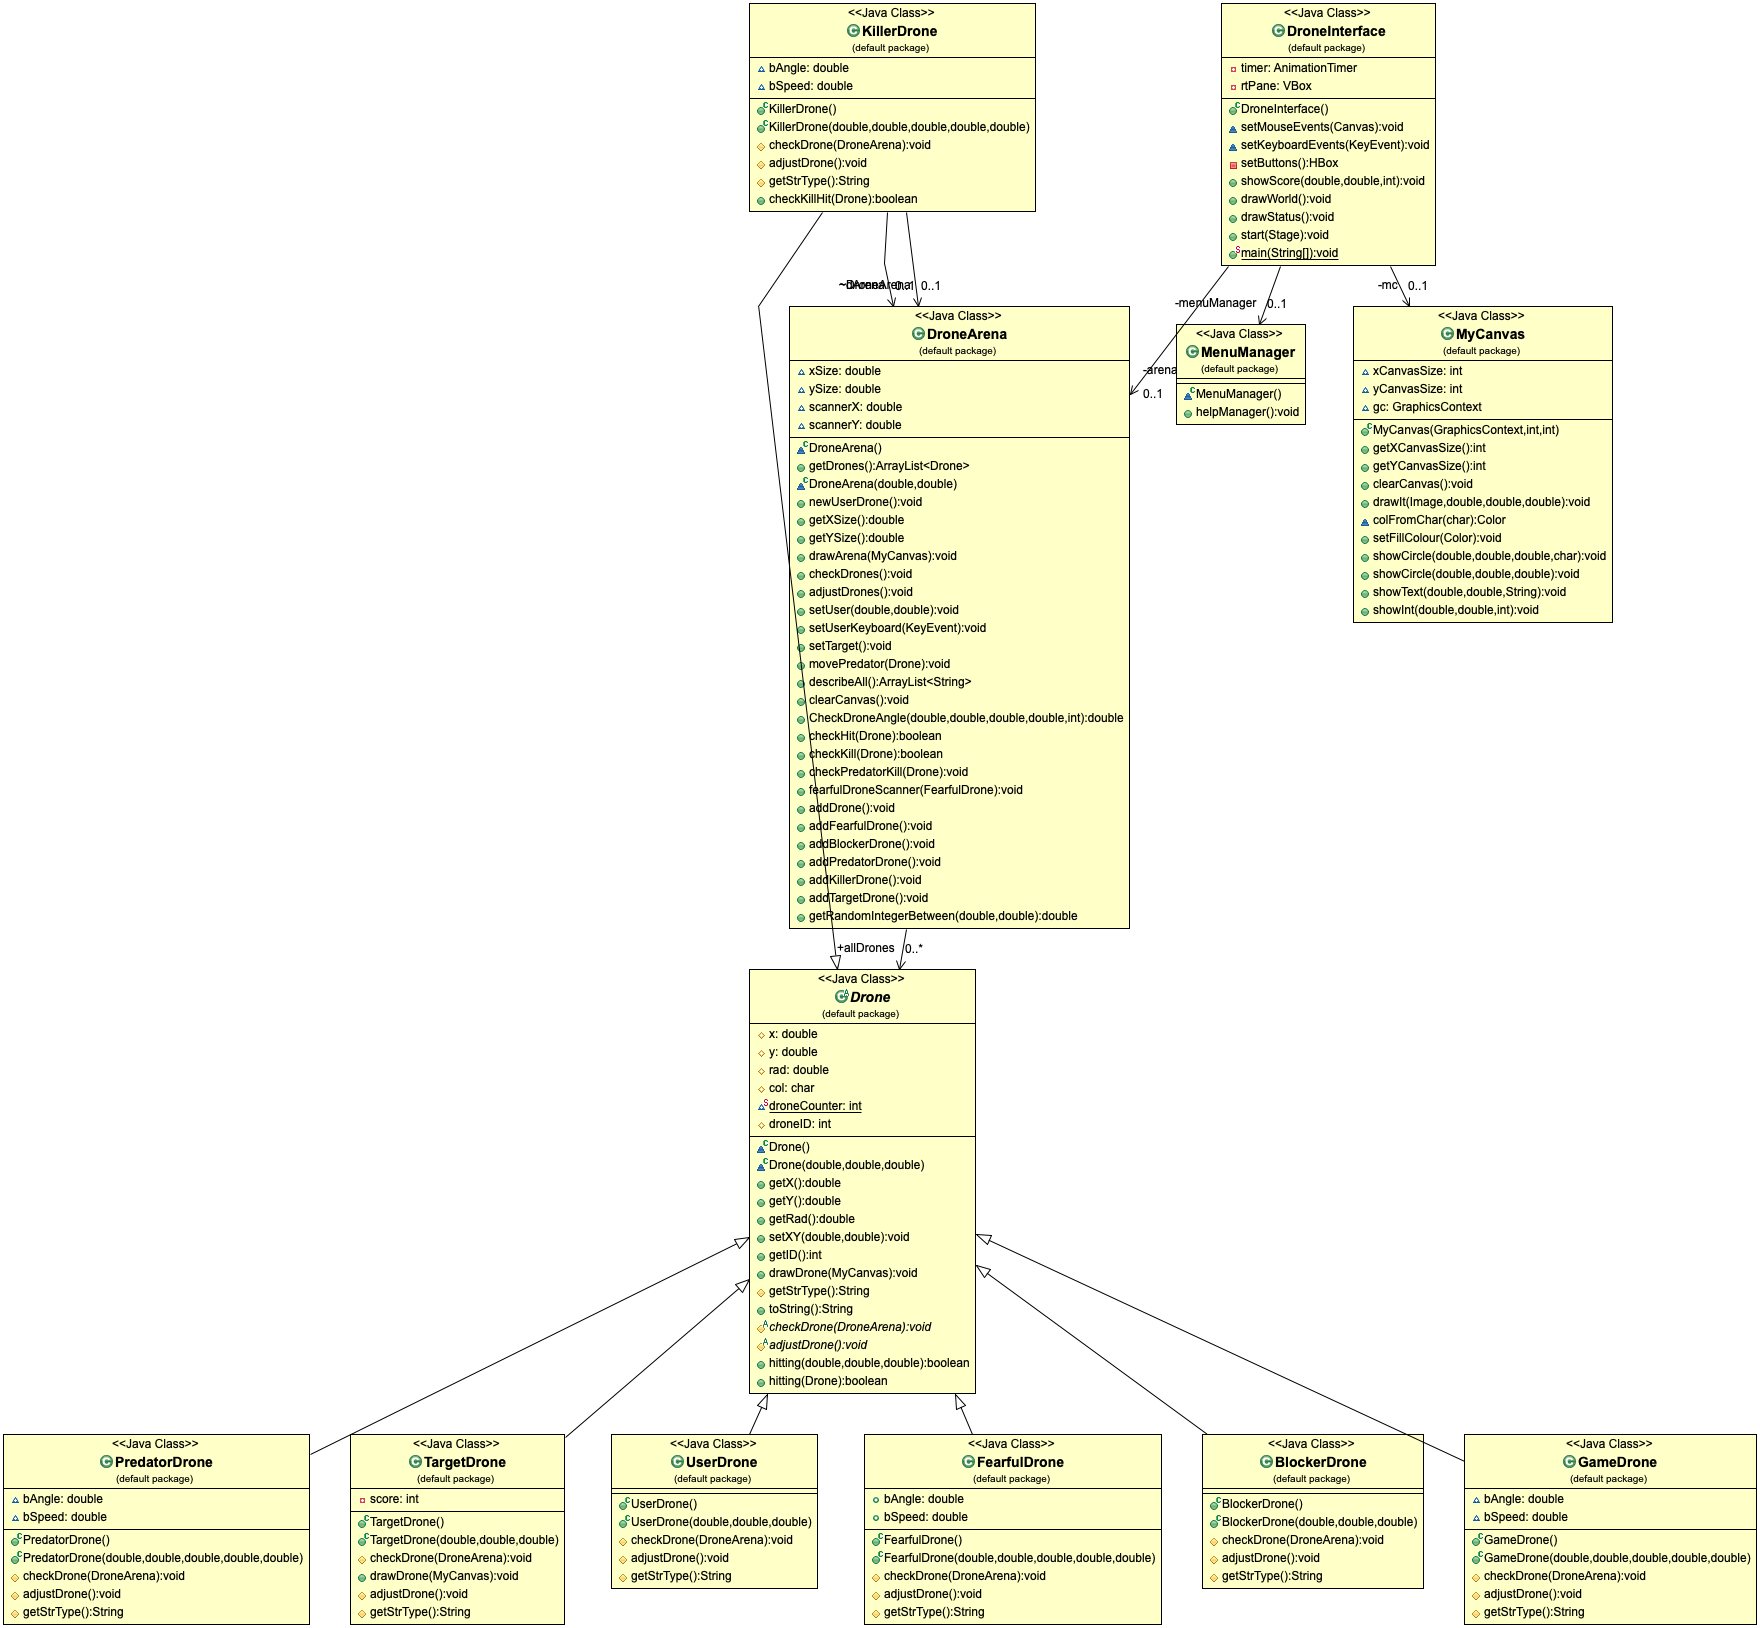 <<Java Class>>
KillerDrone
(default package)
bAngle: double
bSpeed: double
KillerDrone()
KillerDrone(double,double,double,double,double)
checkDrone(DroneArena):void
adjustDrone():void
getStrType():String
checkKillHit(Drone):boolean
<<Java Class>>
DroneInterface
(default package)
timer: AnimationTimer
rtPane: VBox
DroneInterface()
setMouseEvents(Canvas):void
setKeyboardEvents(KeyEvent):void
setButtons():HBox
showScore(double,double,int):void
drawWorld():void
drawStatus():void
start(Stage):void
main(String[]):void
0..1
0..1
-menuManager
0..1
-mc
0..1
-arena
0..1
<<Java Class>>
DroneArena
(default package)
xSize: double
ySize: double
scannerX: double
scannerY: double
DroneArena()
getDrones():ArrayList<Drone>
DroneArena(double,double)
newUserDrone():void
getXSize():double
getYSize():double
drawArena(MyCanvas):void
checkDrones():void
adjustDrones():void
setUser(double,double):void
setUserKeyboard(KeyEvent):void
setTarget():void
movePredator(Drone):void
describeAll():ArrayList<String>
clearCanvas():void
CheckDroneAngle(double,double,double,double,int):double
checkHit(Drone):boolean
checkKill(Drone):boolean
checkPredatorKill(Drone):void
fearfulDroneScanner(FearfulDrone):void
addDrone():void
addFearfulDrone():void
addBlockerDrone():void
addPredatorDrone():void
addKillerDrone():void
addTargetDrone():void
getRandomIntegerBetween(double,double):double
<<Java Class>>
MenuManager
(default package)
MenuManager()
helpManager():void
<<Java Class>>
MyCanvas
(default package)
xCanvasSize: int
yCanvasSize: int
gc: GraphicsContext
MyCanvas(GraphicsContext,int,int)
getXCanvasSize():int
getYCanvasSize():int
clearCanvas():void
drawIt(Image,double,double,double):void
colFromChar(char):Color
setFillColour(Color):void
showCircle(double,double,double,char):void
showCircle(double,double,double):void
showText(double,double,String):void
showInt(double,double,int):void
+allDrones
0..*
<<Java Class>>
Drone
(default package)
x: double
y: double
rad: double
col: char
droneCounter: int
droneID: int
Drone()
Drone(double,double,double)
getX():double
getY():double
getRad():double
setXY(double,double):void
getID():int
drawDrone(MyCanvas):void
getStrType():String
toString():String
checkDrone(DroneArena):void
adjustDrone():void
hitting(double,double,double):boolean
hitting(Drone):boolean
<<Java Class>>
PredatorDrone
(default package)
bAngle: double
bSpeed: double
PredatorDrone()
PredatorDrone(double,double,double,double,double)
checkDrone(DroneArena):void
adjustDrone():void
getStrType():String
<<Java Class>>
TargetDrone
(default package)
score: int
TargetDrone()
TargetDrone(double,double,double)
checkDrone(DroneArena):void
drawDrone(MyCanvas):void
adjustDrone():void
getStrType():String
<<Java Class>>
UserDrone
(default package)
UserDrone()
UserDrone(double,double,double)
checkDrone(DroneArena):void
adjustDrone():void
getStrType():String
<<Java Class>>
FearfulDrone
(default package)
bAngle: double
bSpeed: double
FearfulDrone()
FearfulDrone(double,double,double,double,double)
checkDrone(DroneArena):void
adjustDrone():void
getStrType():String
<<Java Class>>
BlockerDrone
(default package)
BlockerDrone()
BlockerDrone(double,double,double)
checkDrone(DroneArena):void
adjustDrone():void
getStrType():String
<<Java Class>>
GameDrone
(default package)
bAngle: double
bSpeed: double
GameDrone()
GameDrone(double,double,double,double,double)
checkDrone(DroneArena):void
adjustDrone():void
getStrType():String